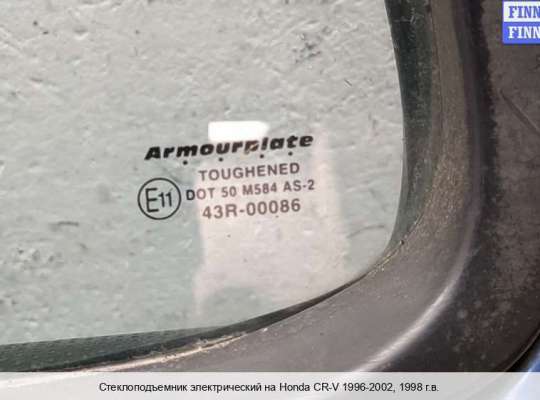 FINN
FINN
Armourplate
TOUGHENED
E11
DOT 50 M584 AS-2
43R-00086
Стеклоподъемник электрический на Honda CR-V 1996-2002, 1998 г.в.